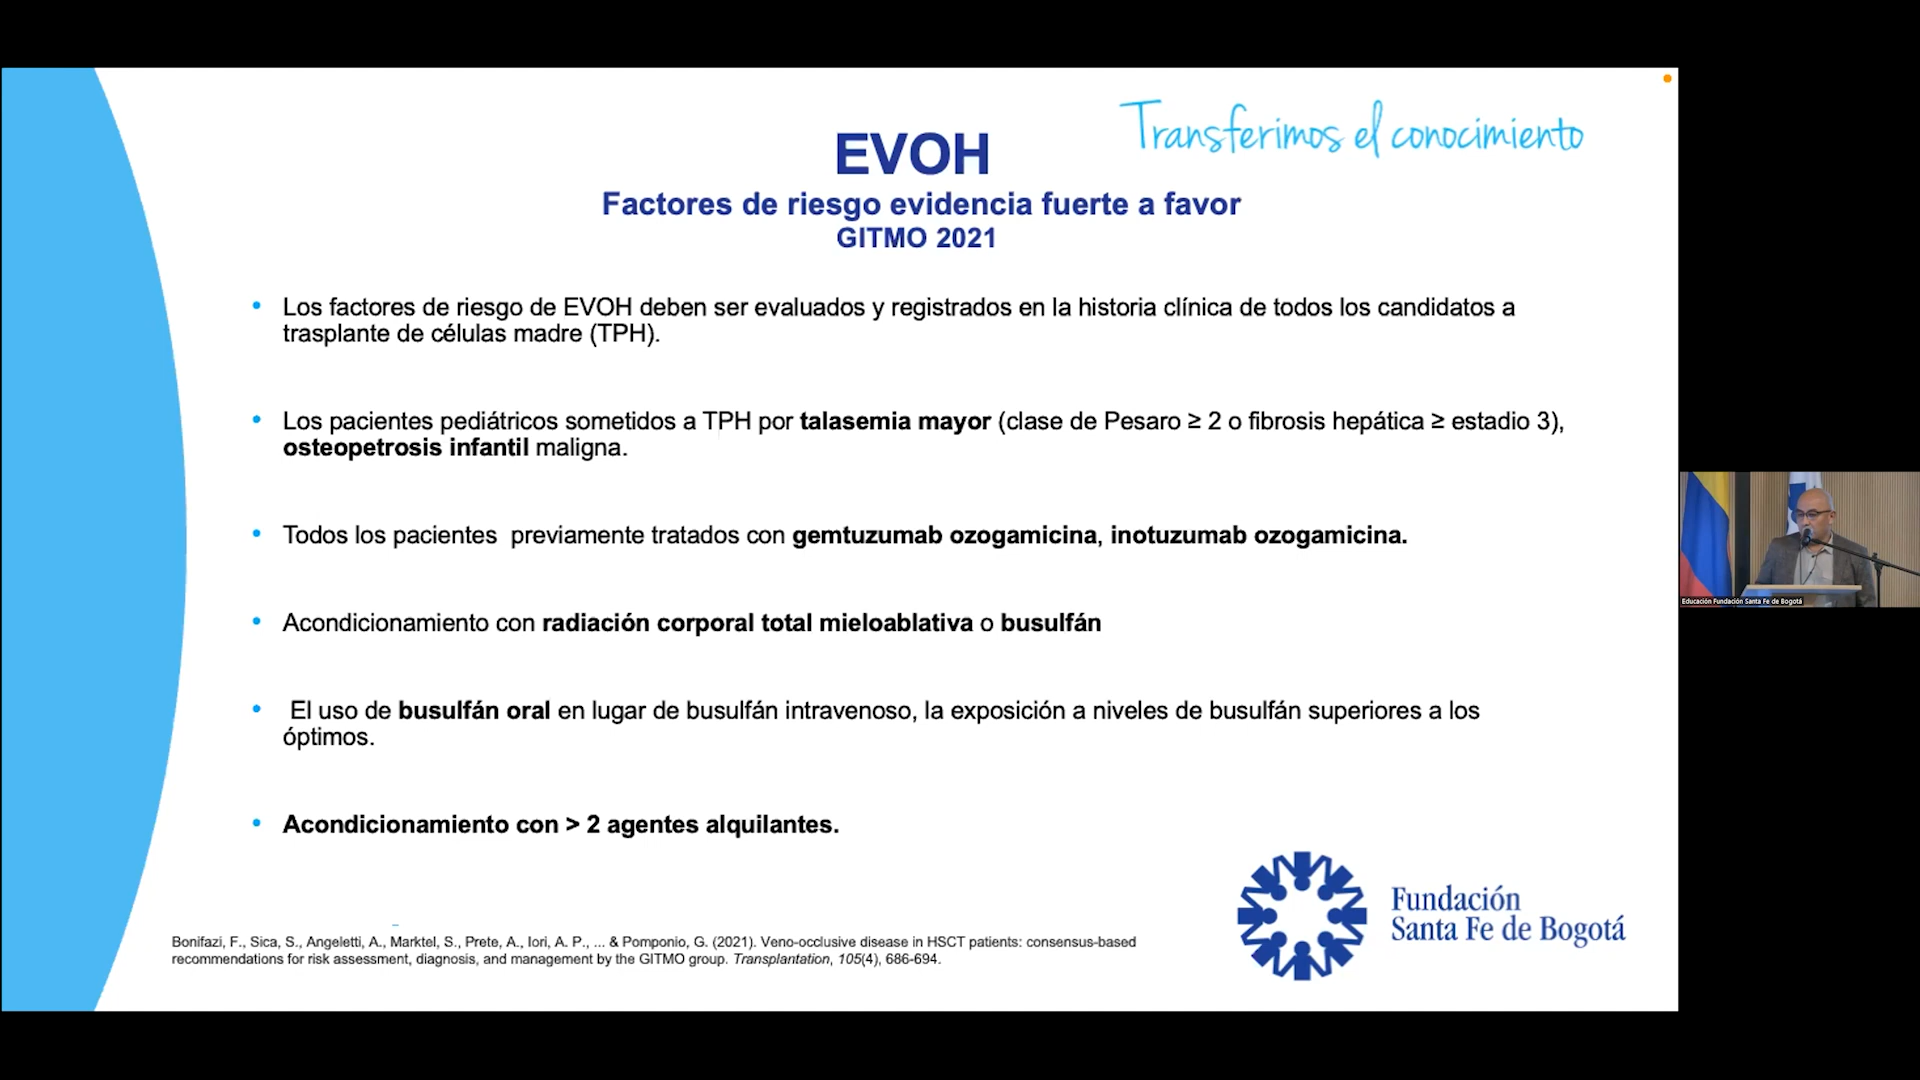 Transferimos el conocimiento
EVOH
Factores de riesgo evidencia fuerte a favor
GITMO 2021
• Los factores de riesgo de EVOH deben ser evaluados y registrados en la historia clínica de todos los candidatos a
trasplante de células madre (TPH).
• Los pacientes pediátricos sometidos a TPH por talasemia mayor (clase de Pesaro ≥ 2 o fibrosis hepática ≥ estadio 3),
osteopetrosis infantil maligna.
• Todos los pacientes previamente tratados con gemtuzumab ozogamicina, inotuzumab ozogamicina.
• Acondicionamiento con radiación corporal total mieloablativa o busulfán
• El uso de busulfán oral en lugar de busulfán intravenoso, la exposición a niveles de busulfán superiores a los
óptimos.
• Acondicionamiento con > 2 agentes alquilantes.
Bonifazi, F., Sica, S., Angeletti, A., Marktel, S., Prete, A., Iori, A. P., ... & Pomponio, G. (2021). Veno-occlusive disease in HSCT patients: consensus-based
recommendations for risk assessment, diagnosis, and management by the GITMO group. Transplantation, 105(4), 686-694.
Fundación
Santa Fe de Bogotá
Educación Fundación Santa Fe de Bogotá